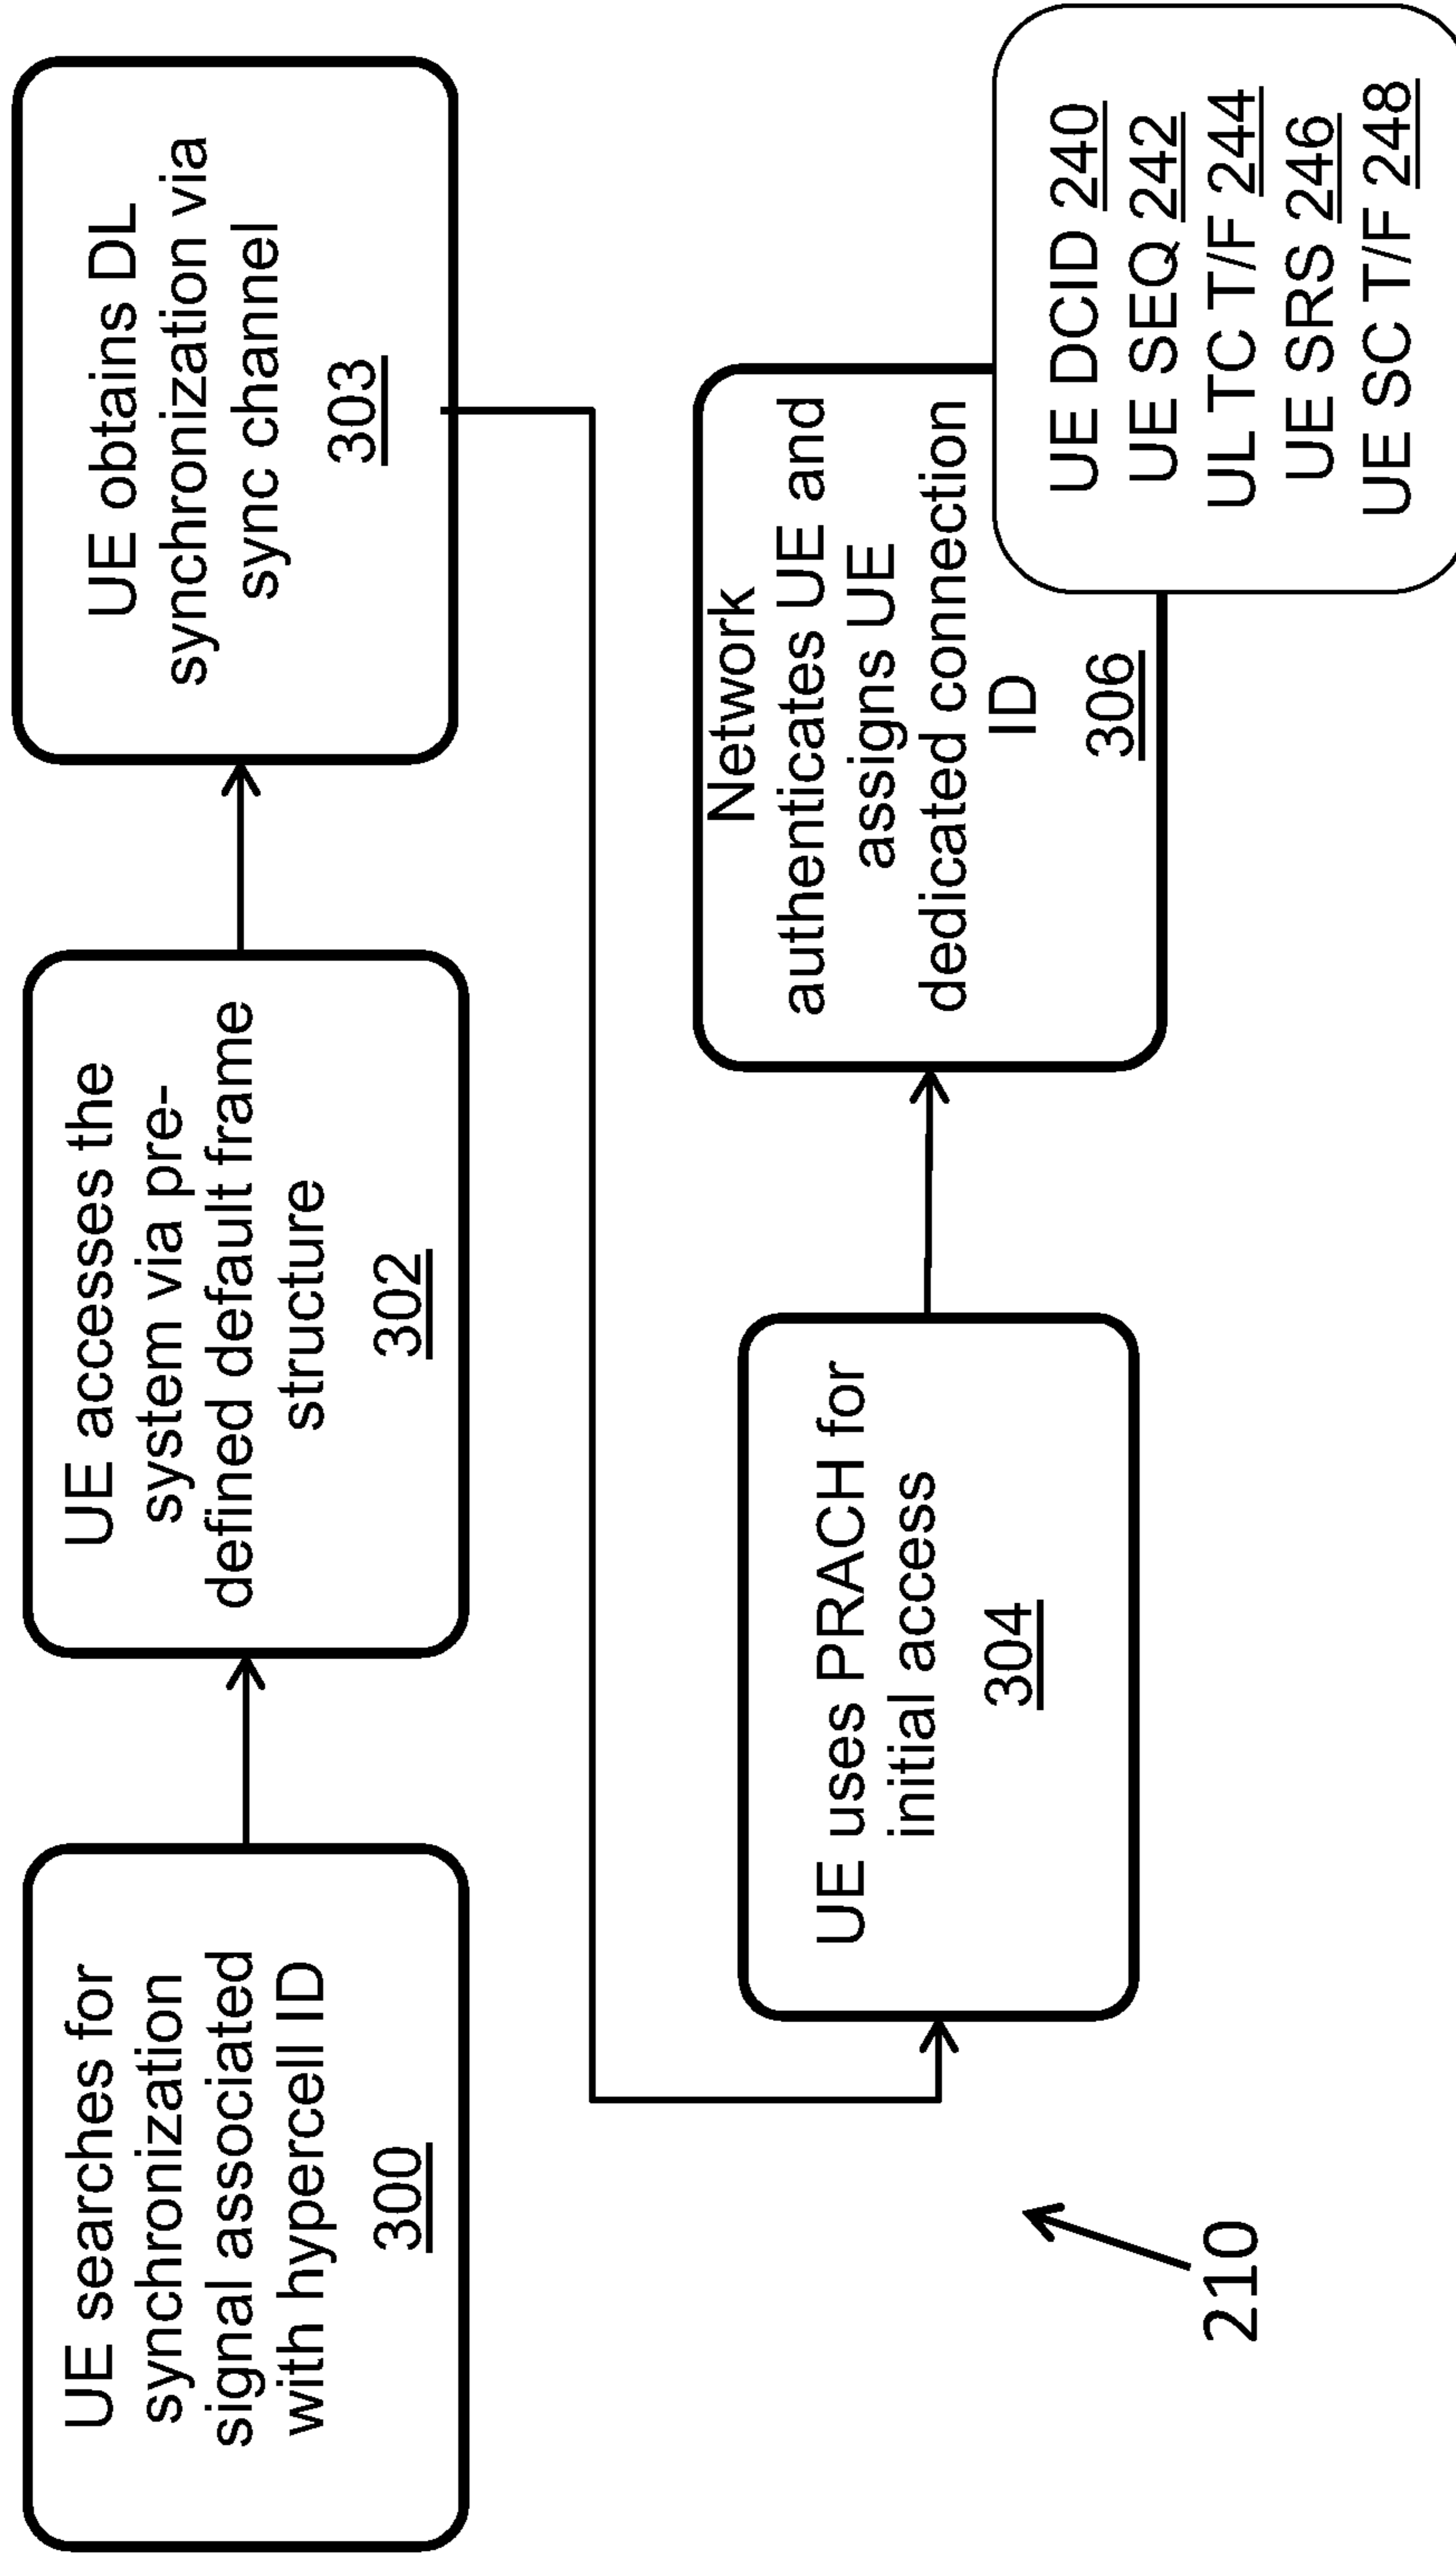 UE searches for
synchronization
signal associated
with hypercell ID
300
UE accesses the
system via pre-
defined default frame
structure
302
UE obtains DL
synchronization via
sync channel
303
UE uses PRACH for
initial access
304
Network
authenticates UE and
assigns UE
dedicated connection
ID
306
UE DCID 240
UE SEQ 242
UL TC T/F 244
UE SRS 246
UE SC T/F 248
210